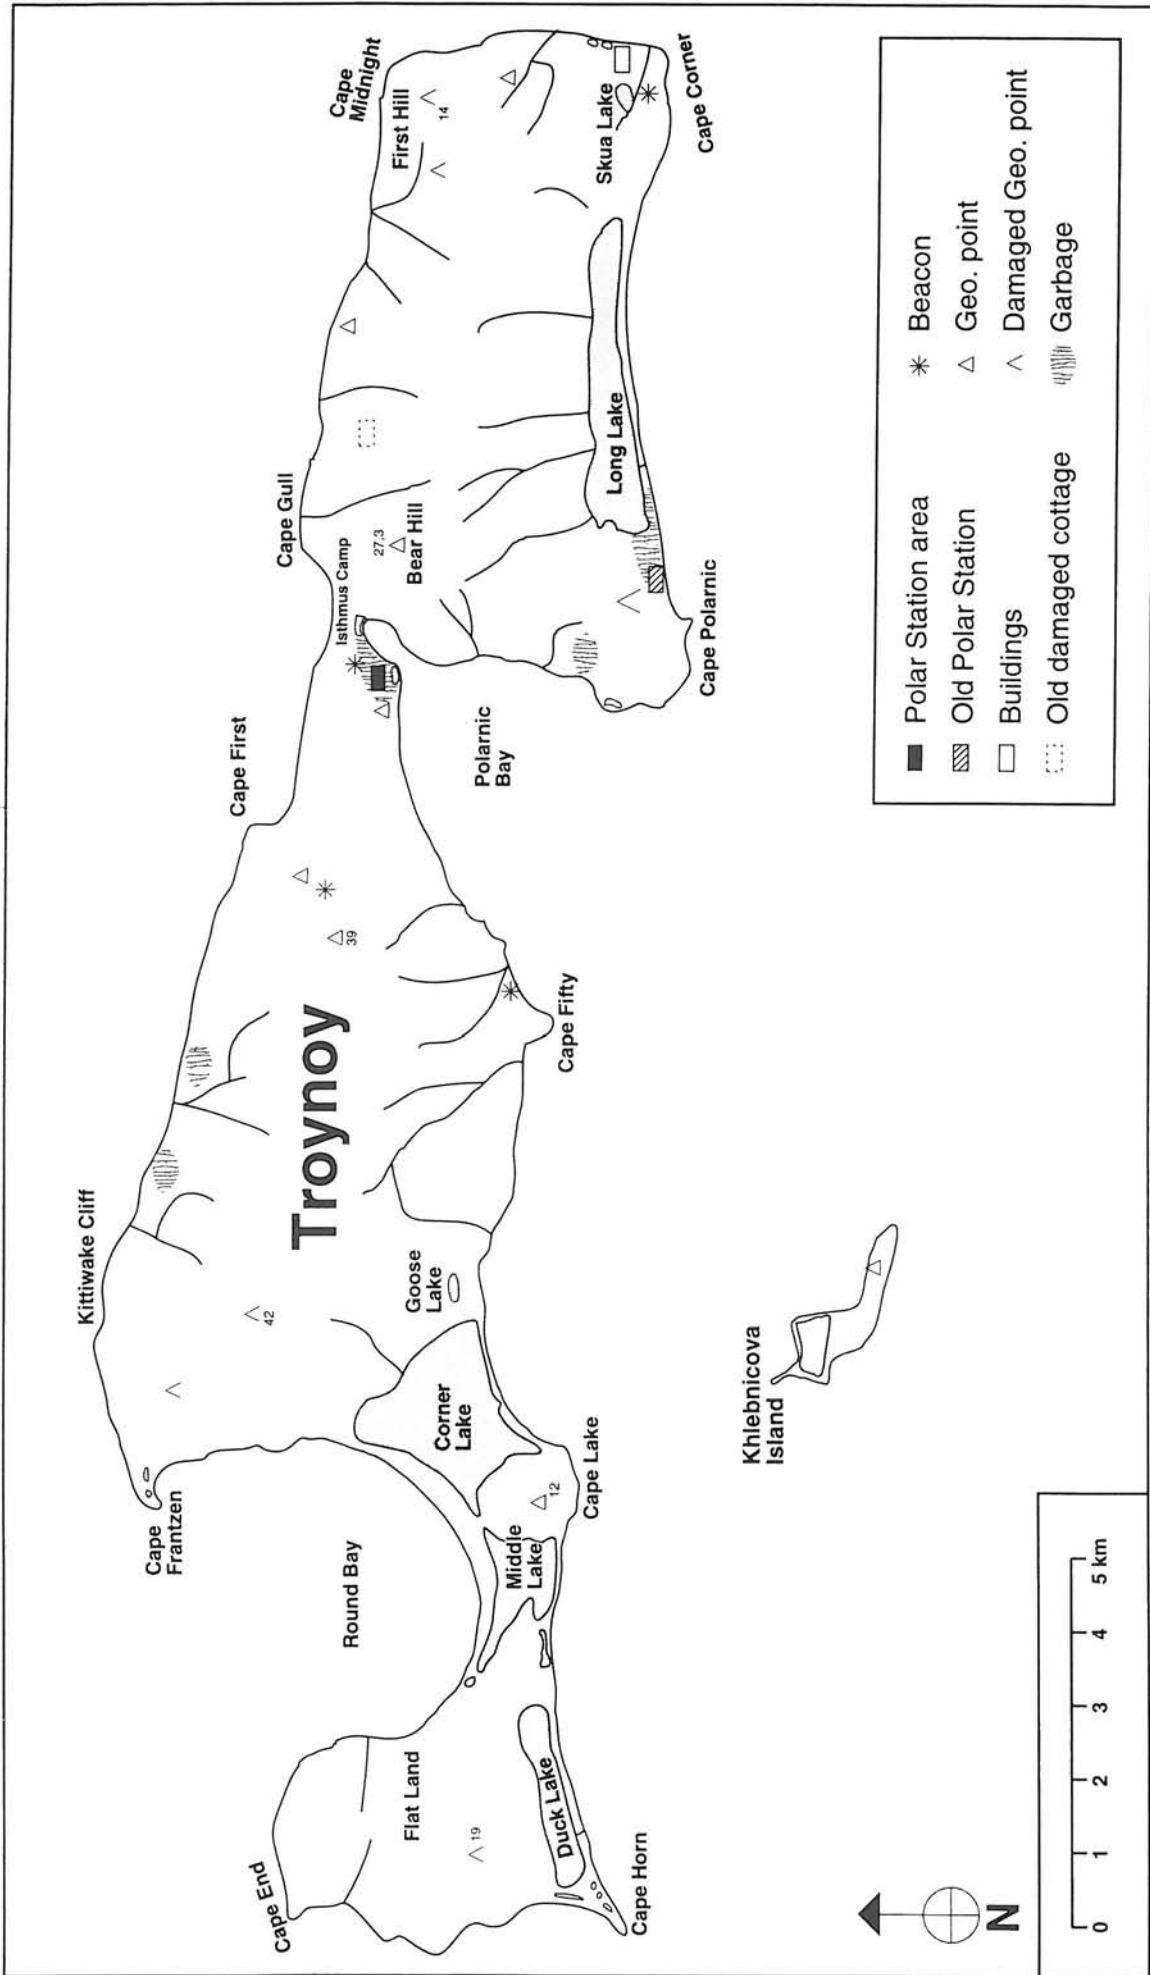 Cape
Midnight
First Hill
14
Skua Lake
Cape Corner
Cape Gull
Isthmus Camp
27,3
Bear Hill
Long Lake
Cape Polarnic
Polarnic
Bay
Cape First
39
Cape Fifty
Troynoy
Kittiwake Cliff
42
Goose
Lake
Corner
Lake
12
Cape Lake
Middle
Lake
Cape
Frantzen
Round Bay
Flat Land
19
Duck Lake
Cape End
Cape Horn
Khlebnicova
Island
Polar Station area
Old Polar Station
Buildings
Old damaged cottage
Beacon
Geo. point
Damaged Geo. point
Garbage
N
0 1 2 3 4 5 km